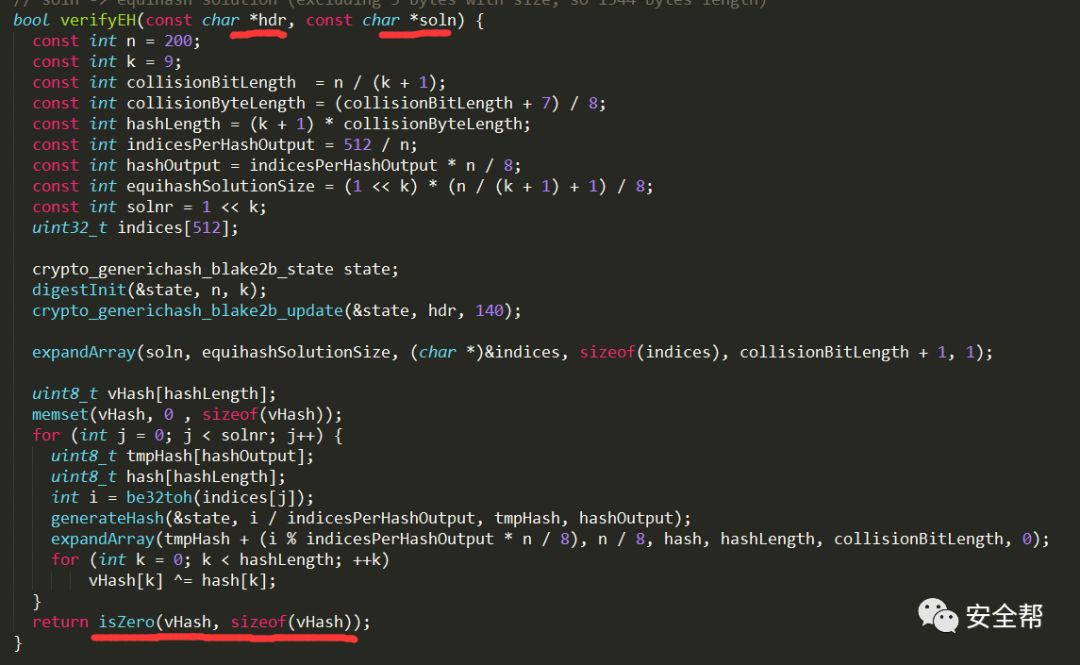 // soln -> equihash solution (excluding 3 bytes with size, so 1344 bytes length)
bool verifyEH(const char *hdr, const char *soln) {
  const int n = 200;
  const int k = 9;
  const int collisionBitLength  = n / (k + 1);
  const int collisionByteLength = (collisionBitLength + 7) / 8;
  const int hashLength = (k + 1) * collisionByteLength;
  const int indicesPerHashOutput = 512 / n;
  const int hashOutput = indicesPerHashOutput * n / 8;
  const int equihashSolutionSize = (1 << k) * (n / (k + 1) + 1) / 8;
  const int solnr = 1 << k;
  uint32_t indices[512];

  crypto_generichash_blake2b_state state;
  digestInit(&state, n, k);
  crypto_generichash_blake2b_update(&state, hdr, 140);

  expandArray(soln, equihashSolutionSize, (char *)&indices, sizeof(indices), collisionBitLength + 1, 1);

  uint8_t vHash[hashLength];
  memset(vHash, 0 , sizeof(vHash));
  for (int j = 0; j < solnr; j++) {
    uint8_t tmpHash[hashOutput];
    uint8_t hash[hashLength];
    int i = be32toh(indices[j]);
    generateHash(&state, i / indicesPerHashOutput, tmpHash, hashOutput);
    expandArray(tmpHash + (i % indicesPerHashOutput * n / 8), n / 8, hash, hashLength, collisionBitLength, 0);
    for (int k = 0; k < hashLength; ++k)
        vHash[k] ^= hash[k];
  }
  return isZero(vHash, sizeof(vHash));
}
安全帮